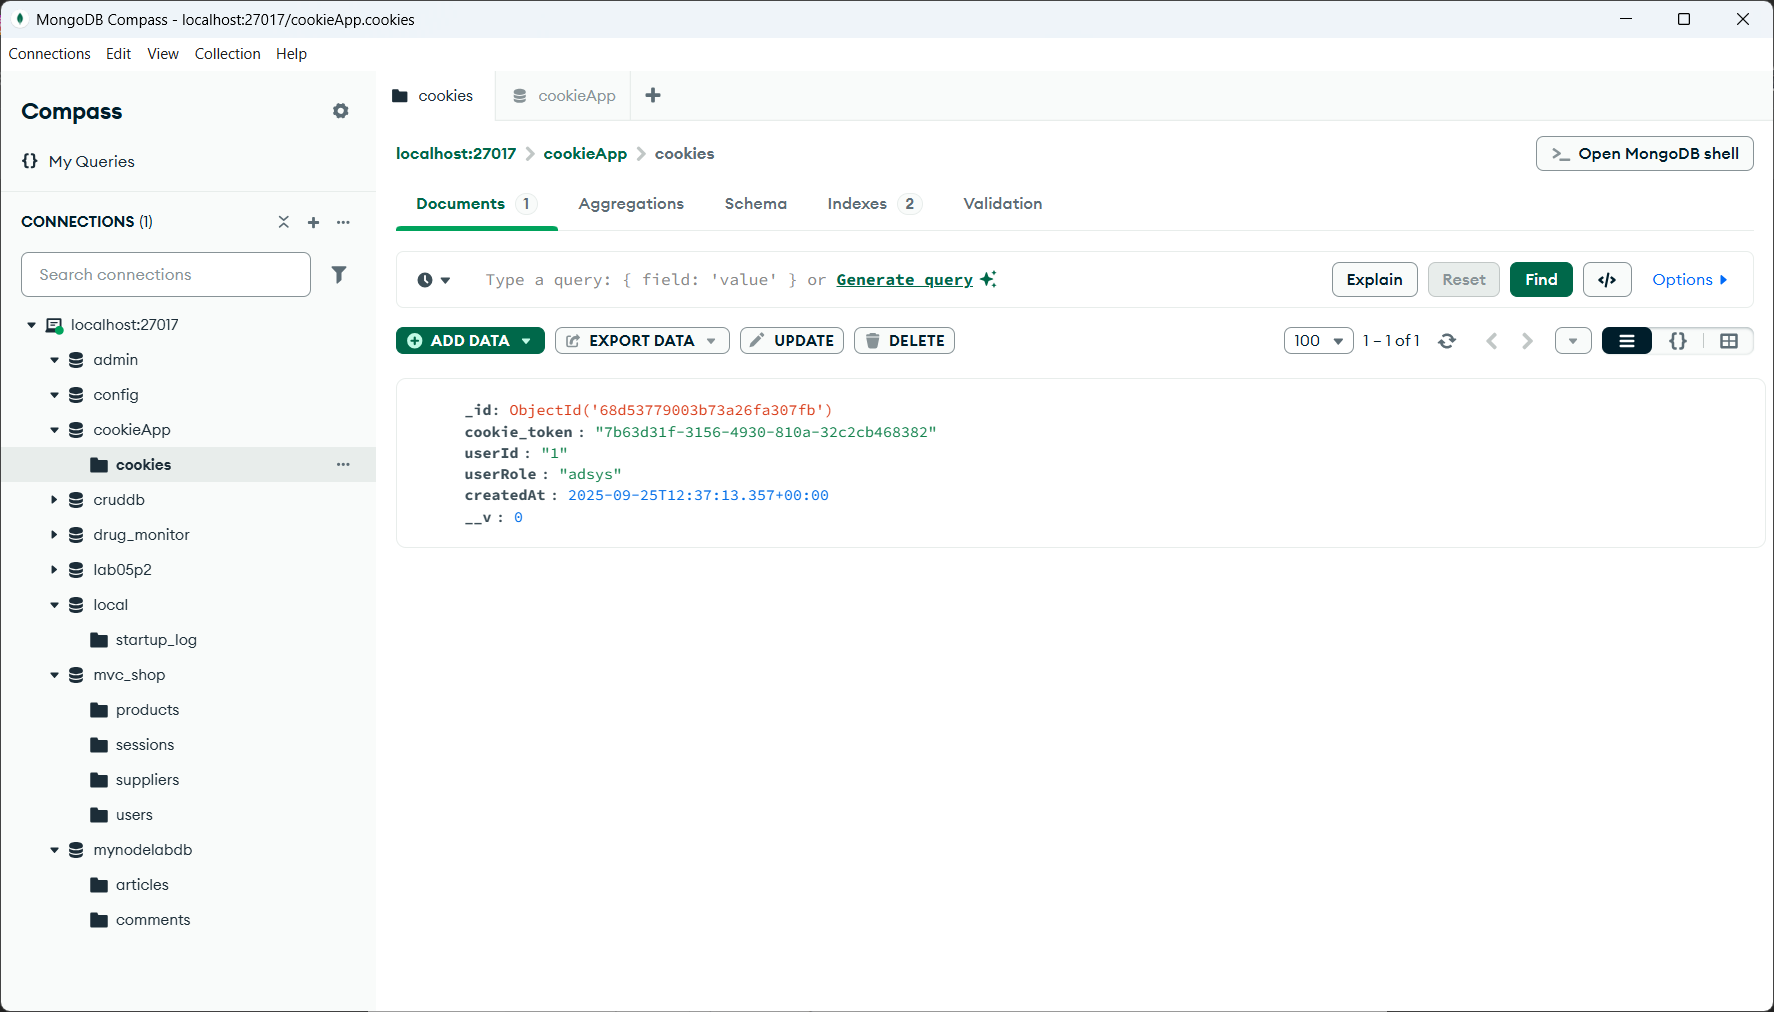 MongoDB Compass - localhost:27017/cookieApp.cookies
Connections Edit View Collection Help
Compass
{} My Queries
CONNECTIONS (1)
Search connections
localhost:27017
admin
config
cookieApp
cookies
cruddb
drug_monitor
lab05p2
local
startup_log
mvc_shop
products
sessions
suppliers
users
mynodelabdb
articles
comments
cookies cookieApp
localhost:27017 > cookieApp > cookies
>_ Open MongoDB shell
Documents 1 Aggregations Schema Indexes 2 Validation
Type a query: { field: 'value' } or Generate query
Explain Reset Find </> Options
ADD DATA EXPORT DATA UPDATE DELETE
100 1 – 1 of 1 {}
_id: ObjectId('68d53779003b73a26fa307fb')
cookie_token : "7b63d31f-3156-4930-810a-32c2cb468382"
userId : "1"
userRole : "adsys"
createdAt : 2025-09-25T12:37:13.357+00:00
__v : 0